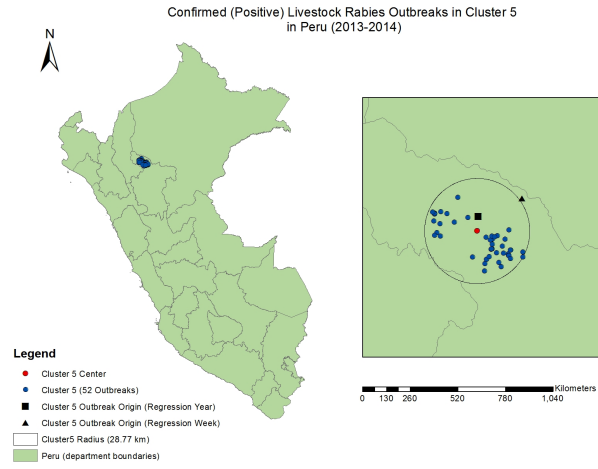 Confirmed (Positive) Livestock Rabies Outbreaks in Cluster 5
in Peru (2013-2014)
N
Legend
Cluster 5 Center
Cluster 5 (52 Outbreaks)
Cluster 5 Outbreak Origin (Regression Year)
Cluster 5 Outbreak Origin (Regression Week)
Cluster5 Radius (28.77 km)
Peru (department boundaries)
Kilometers
0 130 260 520 780 1,040